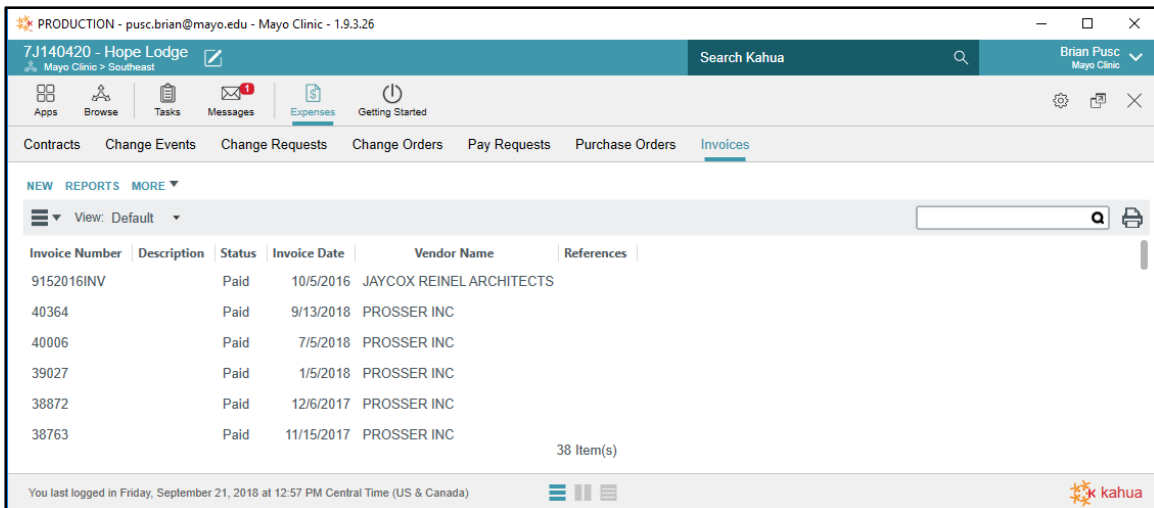 PRODUCTION - pusc.brian@mayo.edu - Mayo Clinic - 1.9.3.26
7J140420 - Hope Lodge
Mayo Clinic > Southeast
Search Kahua
Brian Pusc
Mayo Clinic
Apps Browse Tasks Messages 1 Expenses Getting Started
Contracts Change Events Change Requests Change Orders Pay Requests Purchase Orders Invoices
NEW REPORTS MORE
View: Default
Invoice Number Description Status Invoice Date Vendor Name References
9152016INV Paid 10/5/2016 JAYCOX REINEL ARCHITECTS
40364 Paid 9/13/2018 PROSSER INC
40006 Paid 7/5/2018 PROSSER INC
39027 Paid 1/5/2018 PROSSER INC
38872 Paid 12/6/2017 PROSSER INC
38763 Paid 11/15/2017 PROSSER INC
38 Item(s)
You last logged in Friday, September 21, 2018 at 12:57 PM Central Time (US & Canada)
kahua